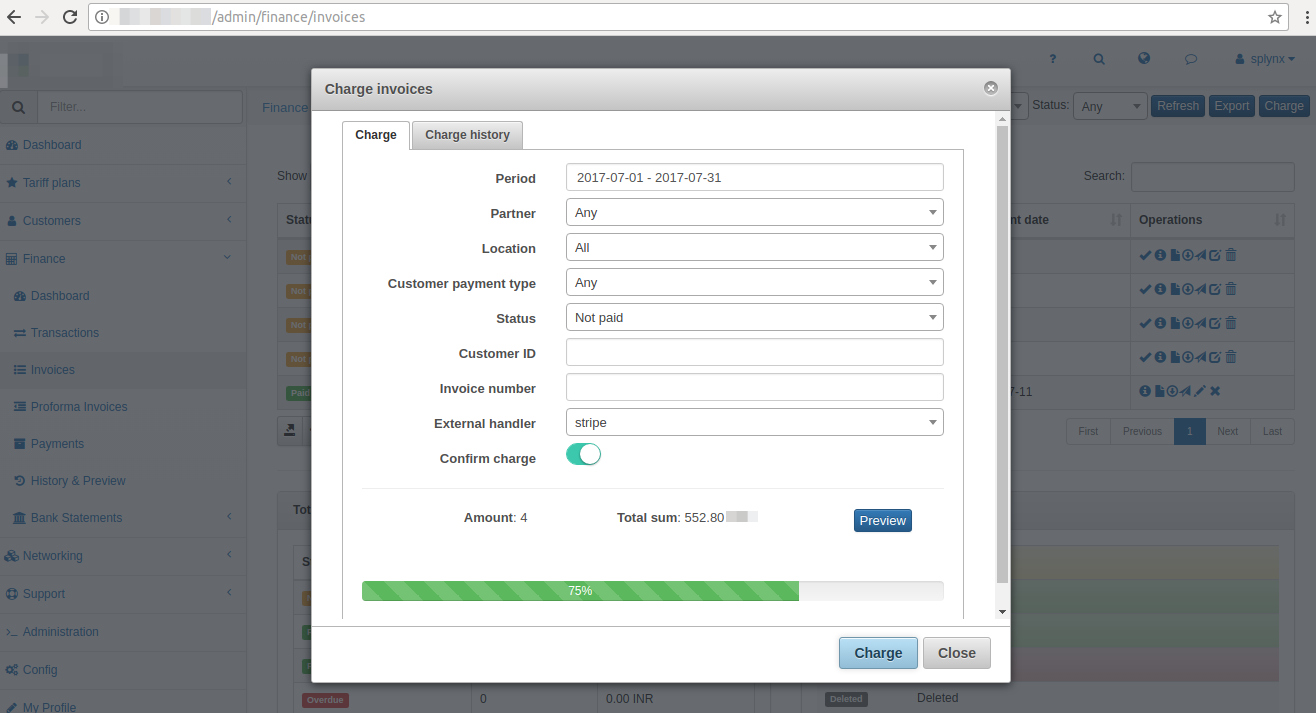 /admin/finance/invoices
splynx
Filter...
Finance
Status:
Any
Refresh
Export
Charge
Charge invoices
Charge
Charge history
Dashboard
Tariff plans
Customers
Finance
Dashboard
Transactions
Invoices
Proforma Invoices
Payments
History & Preview
Bank Statements
Networking
Support
Administration
Config
My Profile
Show
Search:
date
Operations
Not
Not
Not
Not
Paid
7-11
First
Previous
1
Next
Last
Period
2017-07-01 - 2017-07-31
Partner
Any
Location
All
Customer payment type
Any
Status
Not paid
Customer ID
Invoice number
External handler
stripe
Confirm charge
Amount: 4
Total sum: 552.80
Preview
75%
Charge
Close
Overdue
0
0.00 INR
Deleted
Deleted